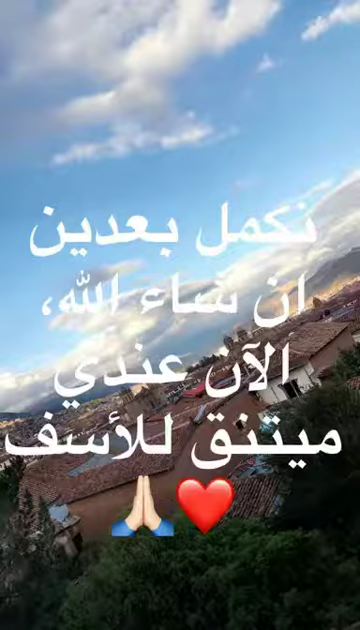 نكمل بعدين
ان شاء الله،
الآن عندي
ميتنق للأسف
🙏🏻❤️